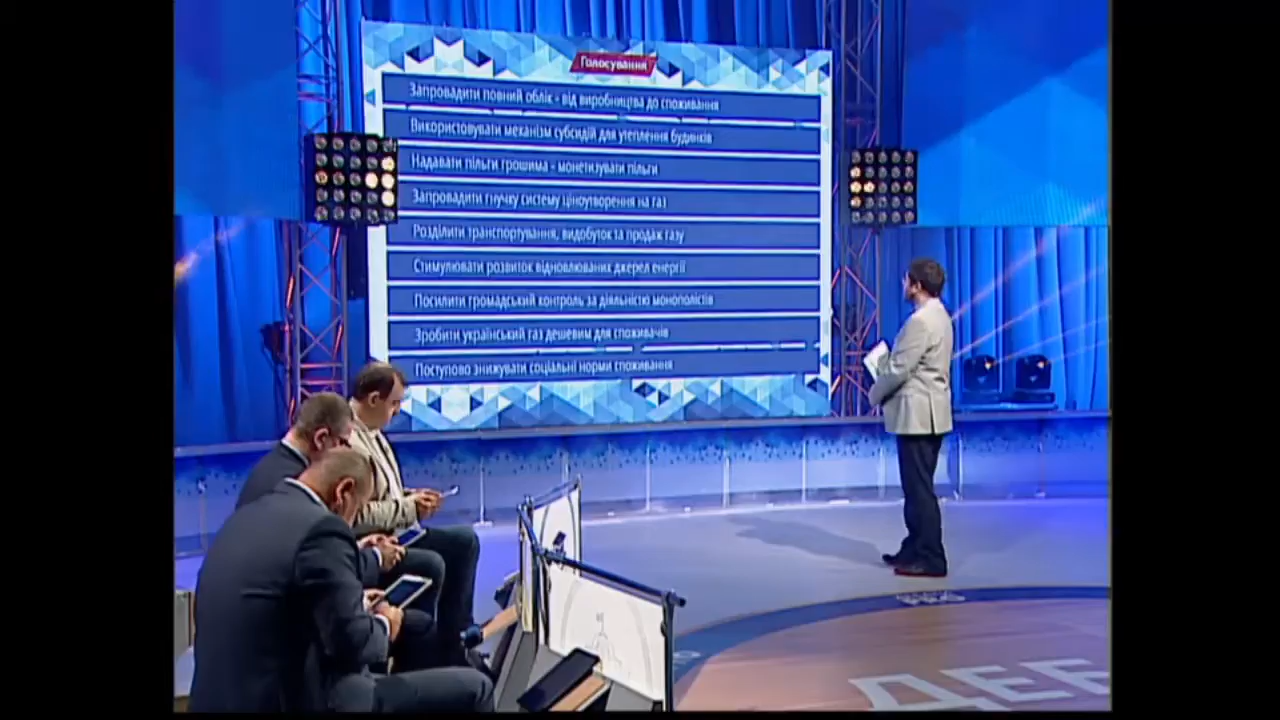 Голосування
Запровадити повний облік - від виробництва до споживання
Використовувати механізм субсидій для утеплення будинків
Надавати пільги грошима - монетизувати пільги
Запровадити гнучку систему ціноутворення на газ
Розділити транспортування, видобуток та продаж газу
Стимулювати розвиток відновлюваних джерел енергії
Посилити громадський контроль за діяльністю монополістів
Зробити український газ дешевим для споживачів
Поступово знижувати соціальні норми споживання
ДЕБ